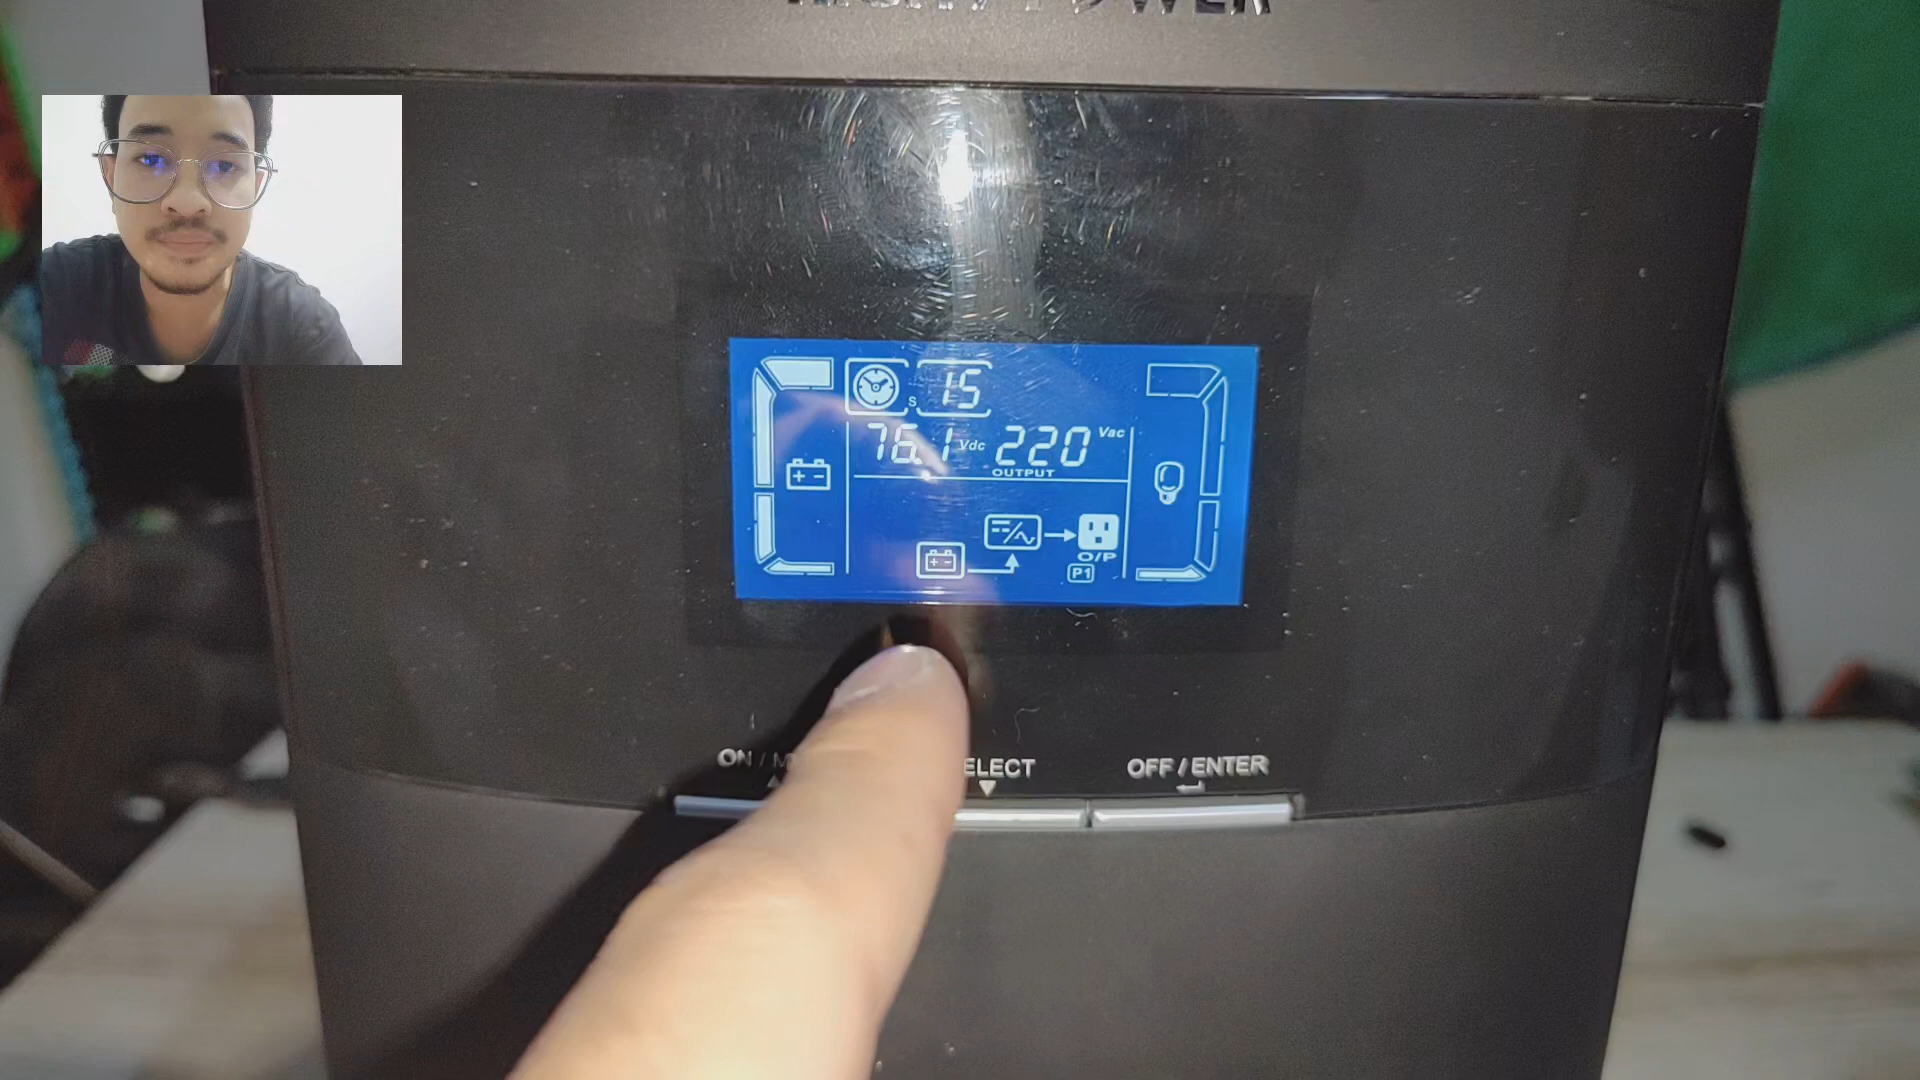 POWER
S 15
76.1 Vdc 220 Vac
OUTPUT
O/P
P1
ON / M
ELECT
OFF / ENTER